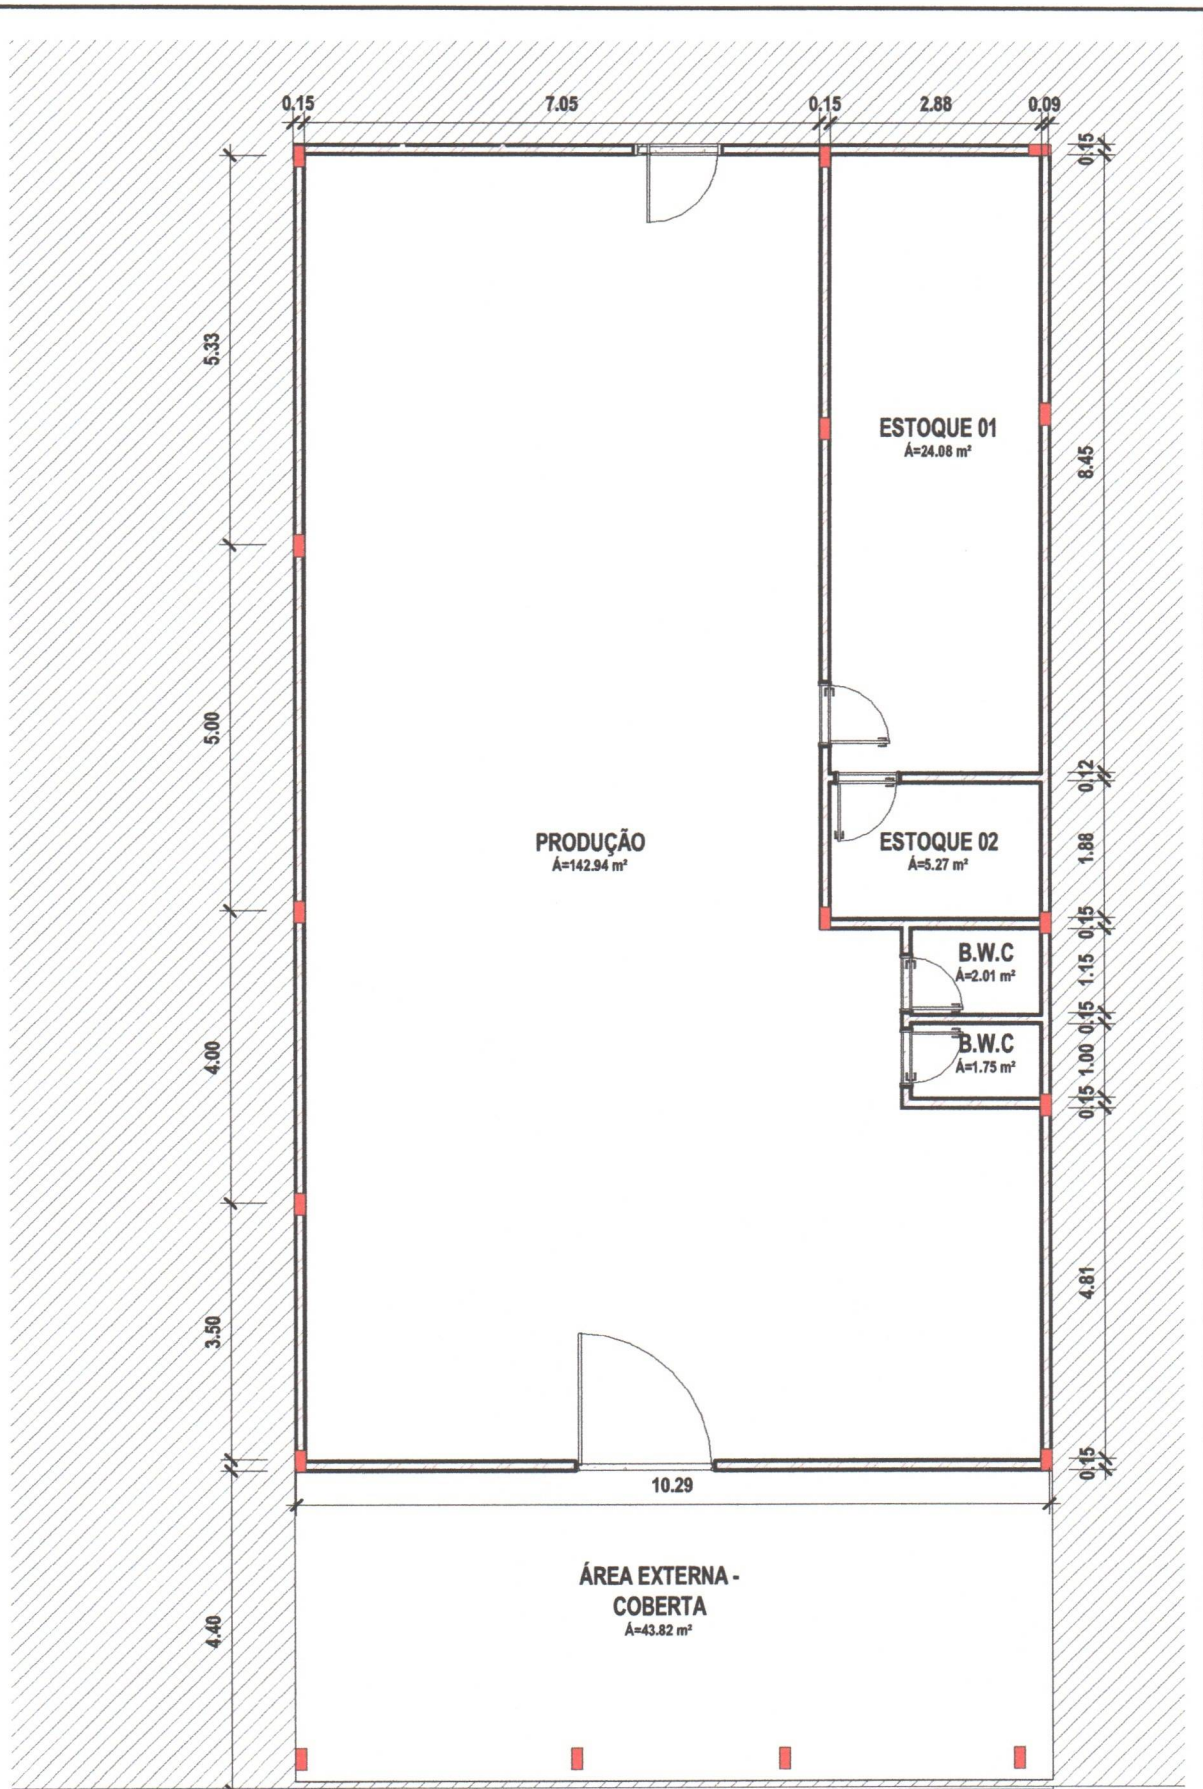 0.15
7.05
0.15
2.88
0.09
0.15
5.33
ESTOQUE 01
Á=24.08 m²
8.45
5.00
0.12
PRODUÇÃO
Á=142.94 m²
ESTOQUE 02
Á=5.27 m²
1.88
0.15
B.W.C
Á=2.01 m²
1.15
0.15
4.00
B.W.C
Á=1.75 m²
1.00
0.15
4.81
3.50
0.15
10.29
ÁREA EXTERNA -
COBERTA
Á=43.82 m²
4.40